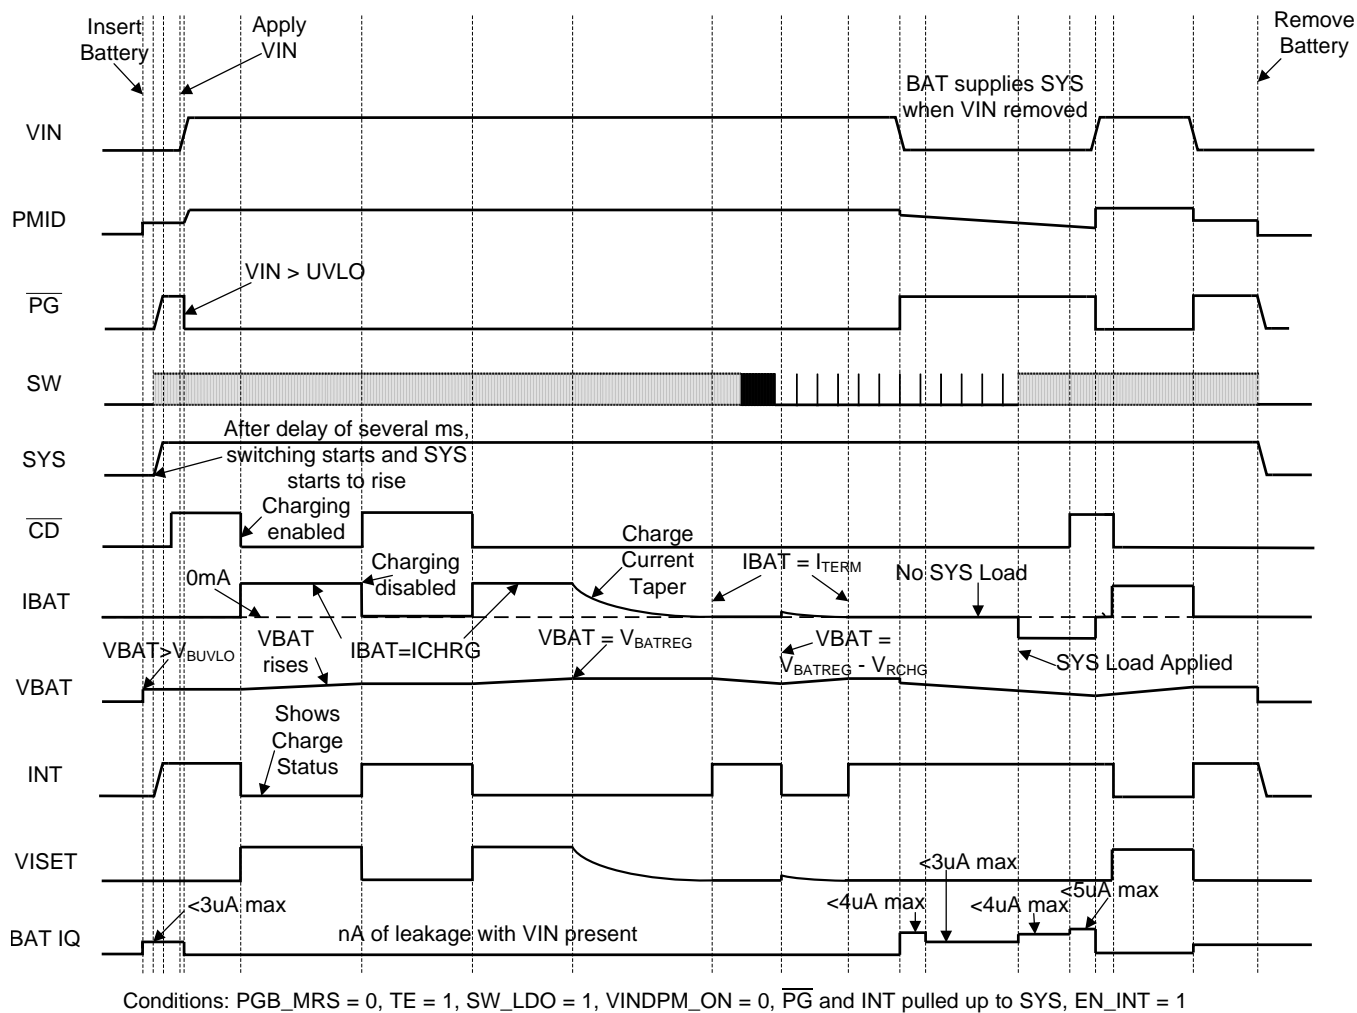 Insert
Battery
Apply
VIN
Remove
Battery
BAT supplies SYS
when VIN removed
VIN
PMID
VIN > UVLO
PG
SW
After delay of several ms,
switching starts and SYS
starts to rise
SYS
Charging
enabled
CD
Charge
Current
Taper
Charging
disabled
IBAT = ITERM
No SYS Load
0mA
IBAT
VBAT>VBUVLO
VBAT
rises
IBAT=ICHRG
VBAT = VBATREG
VBAT =
VBATREG - VRCHG
SYS Load Applied
VBAT
Shows
Charge
Status
INT
VISET
<3uA max
<3uA max
<4uA max
<4uA max
<5uA max
BAT IQ
nA of leakage with VIN present
Conditions: PGB_MRS = 0, TE = 1, SW_LDO = 1, VINDPM_ON = 0, PG and INT pulled up to SYS, EN_INT = 1